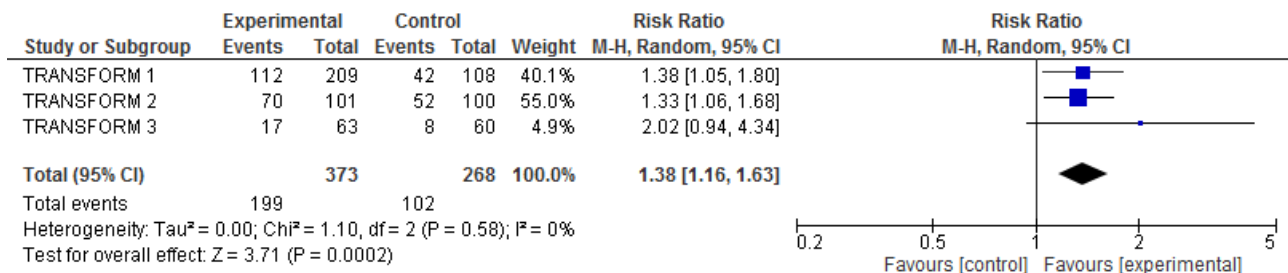 Experimental Control Risk Ratio Risk Ratio
Study or Subgroup Events Total Events Total Weight M-H, Random, 95% CI M-H, Random, 95% CI
TRANSFORM 1 112 209 42 108 40.1% 1.38 [1.05, 1.80]
TRANSFORM 2 70 101 52 100 55.0% 1.33 [1.06, 1.68]
TRANSFORM 3 17 63 8 60 4.9% 2.02 [0.94, 4.34]
Total (95% CI) 373 268 100.0% 1.38 [1.16, 1.63]
Total events 199 102
Heterogeneity: Tau² = 0.00; Chi² = 1.10, df = 2 (P = 0.58); I² = 0%
Test for overall effect: Z = 3.71 (P = 0.0002)
0.2 0.5 1 2 5
Favours [control] Favours [experimental]